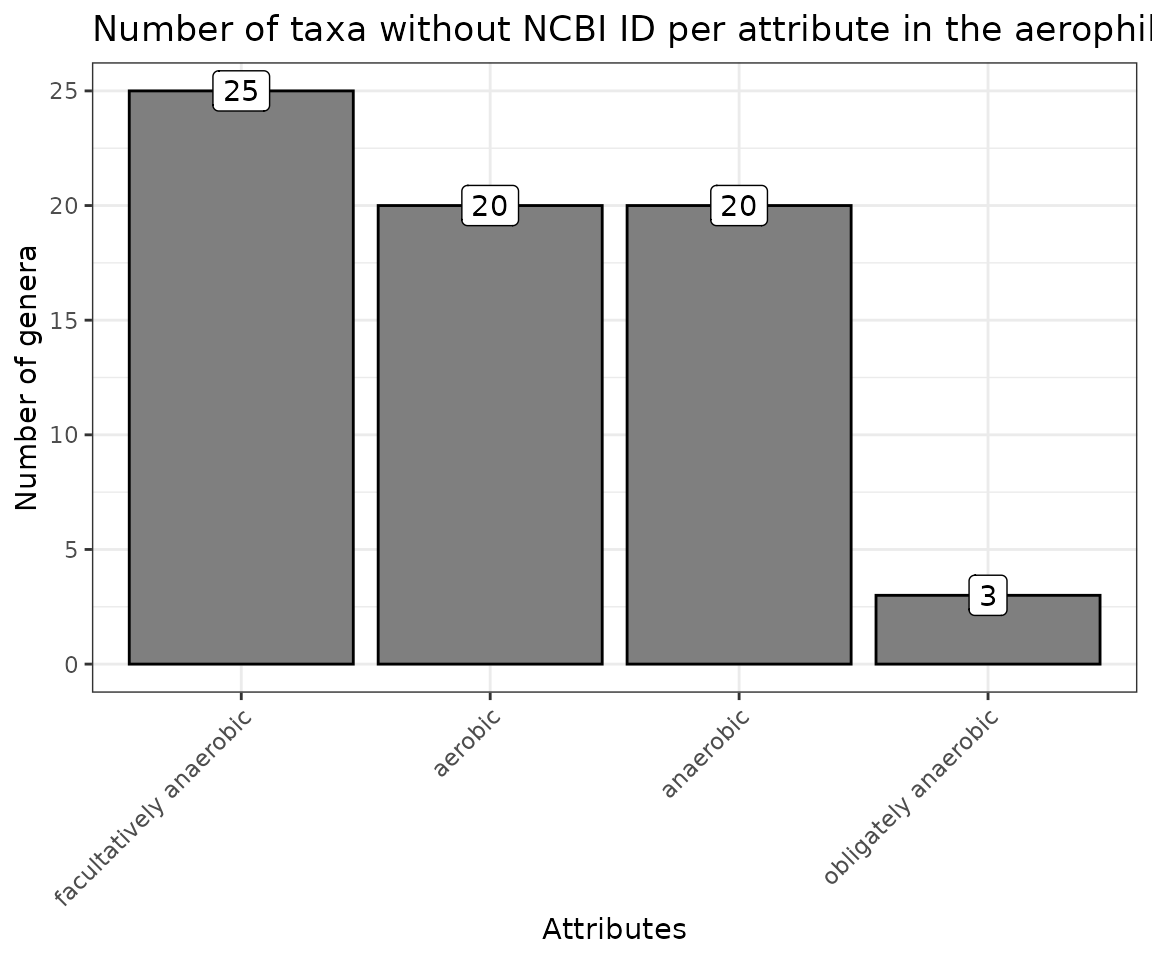 Number of taxa without NCBI ID per attribute in the aerophil
25
20
20
3
25
20
15
10
5
0
Number of genera
facultatively anaerobic
aerobic
anaerobic
obligately anaerobic
Attributes